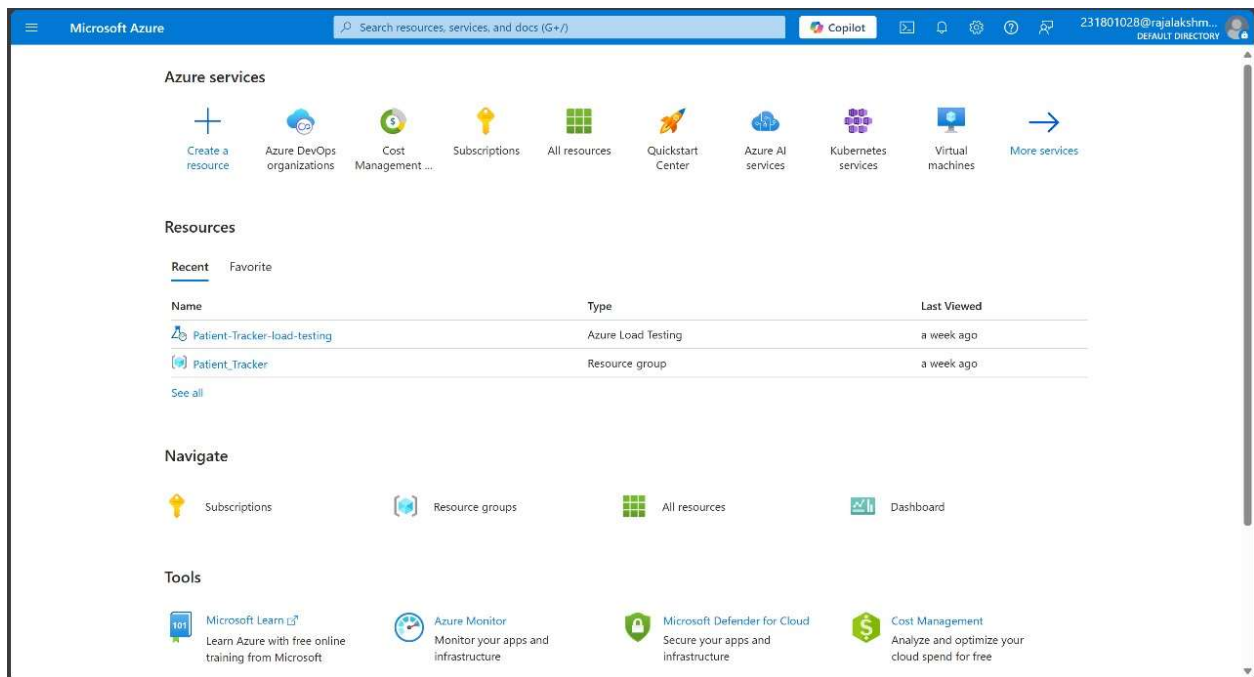 Microsoft Azure
Search resources, services, and docs (G+/)
Copilot
231801028@rajalakshm...
DEFAULT DIRECTORY
Azure services
Create a
resource
Azure DevOps
organizations
Cost
Management ...
Subscriptions
All resources
Quickstart
Center
Azure AI
services
Kubernetes
services
Virtual
machines
More services
Resources
Recent Favorite
Name Type Last Viewed
Patient-Tracker-load-testing Azure Load Testing a week ago
Patient_Tracker Resource group a week ago
See all
Navigate
Subscriptions
Resource groups
All resources
Dashboard
Tools
101
Microsoft Learn
Learn Azure with free online
training from Microsoft
Azure Monitor
Monitor your apps and
infrastructure
Microsoft Defender for Cloud
Secure your apps and
infrastructure
Cost Management
Analyze and optimize your
cloud spend for free